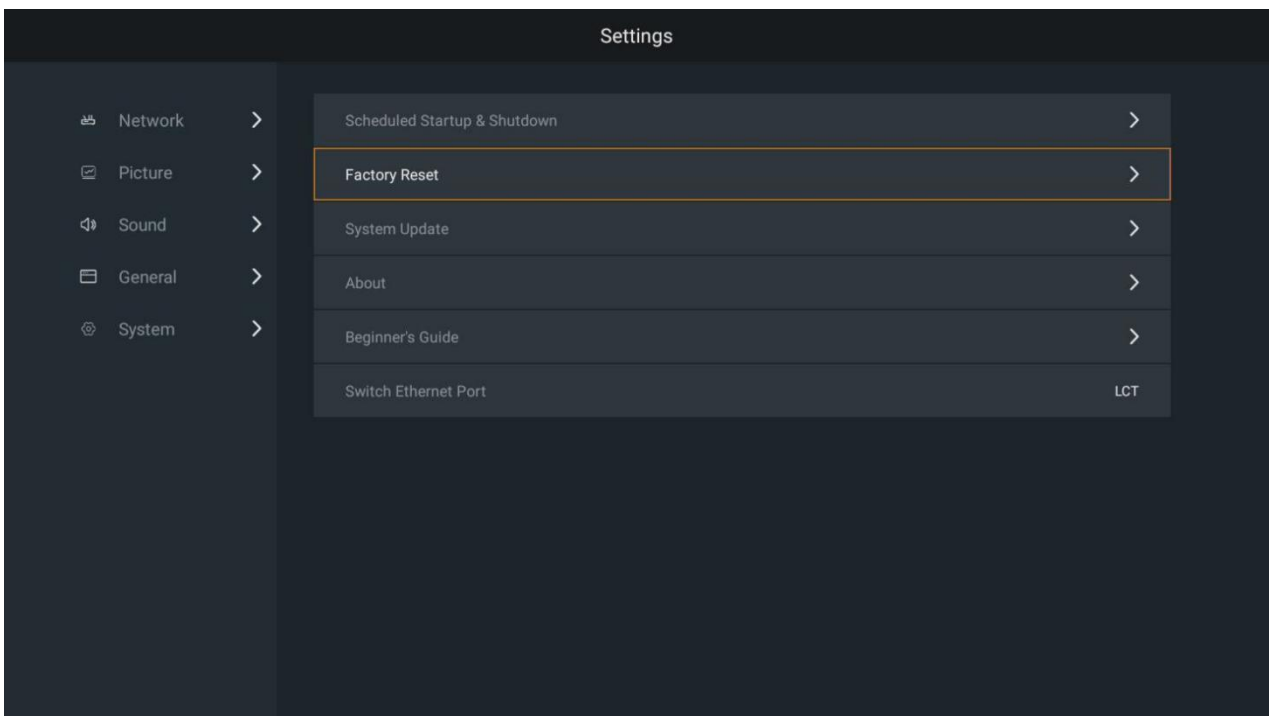 Settings
Network
Picture
Sound
General
System
Scheduled Startup & Shutdown
Factory Reset
System Update
About
Beginner's Guide
Switch Ethernet Port LCT